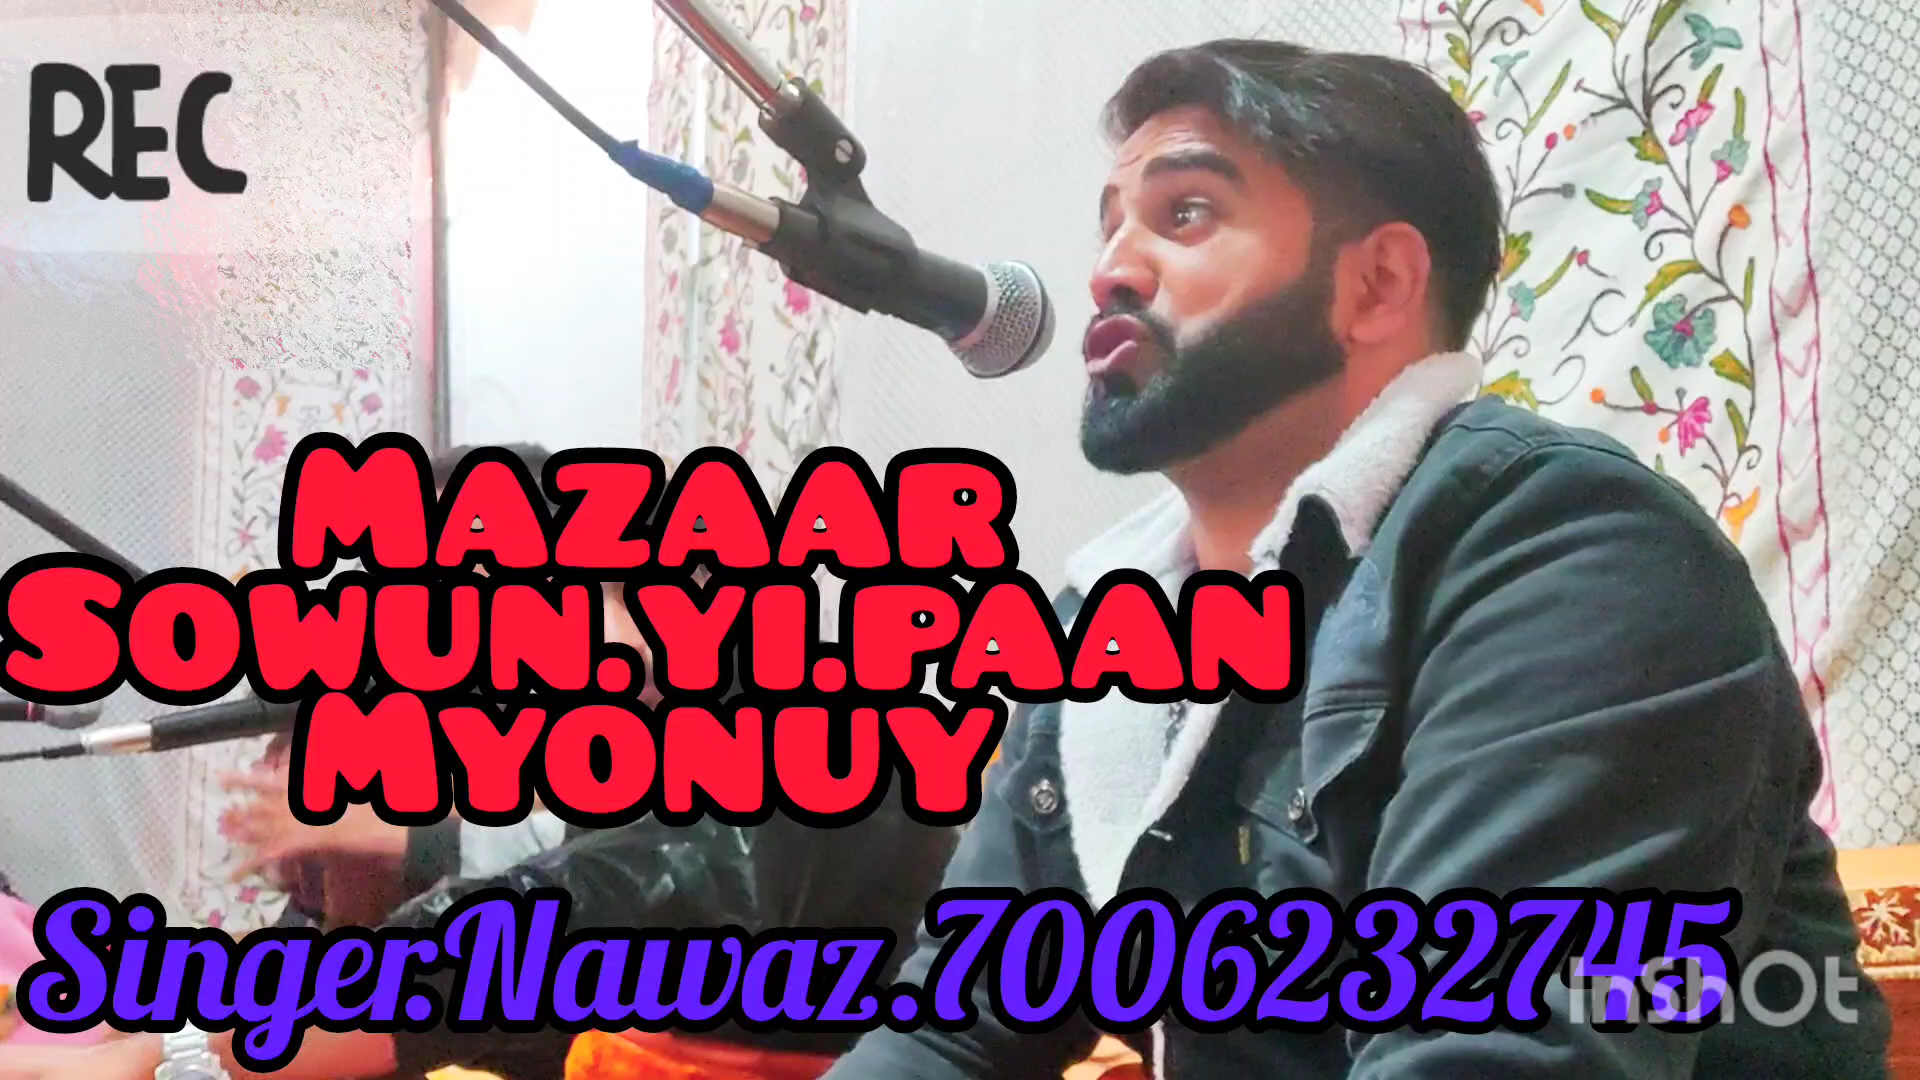 REC
MAZAAR
SOWUN.YI.PAAN
MYONUY
Singer.Nawaz.7006232745
InShOt